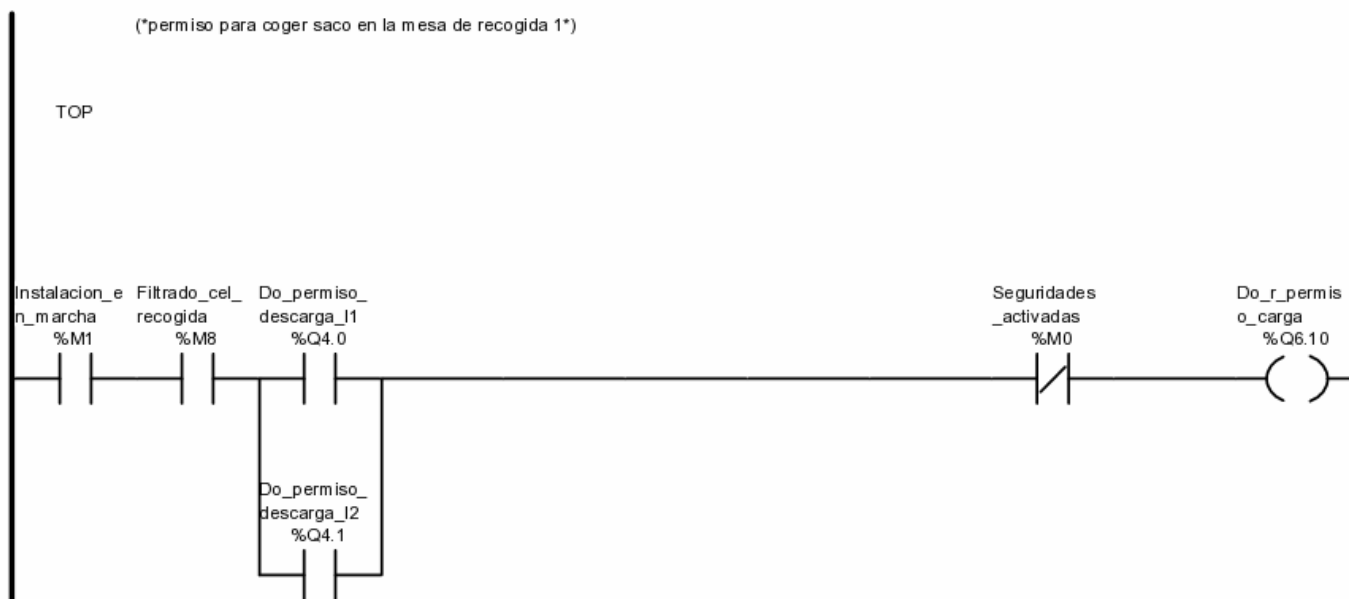 (*permiso para coger saco en la mesa de recogida 1*)
TOP
Instalacion_e
n_marcha
%M1
Filtrado_cel_
recogida
%M8
Do_permiso_
descarga_l1
%Q4.0
Seguridades
_activadas
%M0
Do_r_permis
o_carga
%Q6.10
Do_permiso_
descarga_l2
%Q4.1